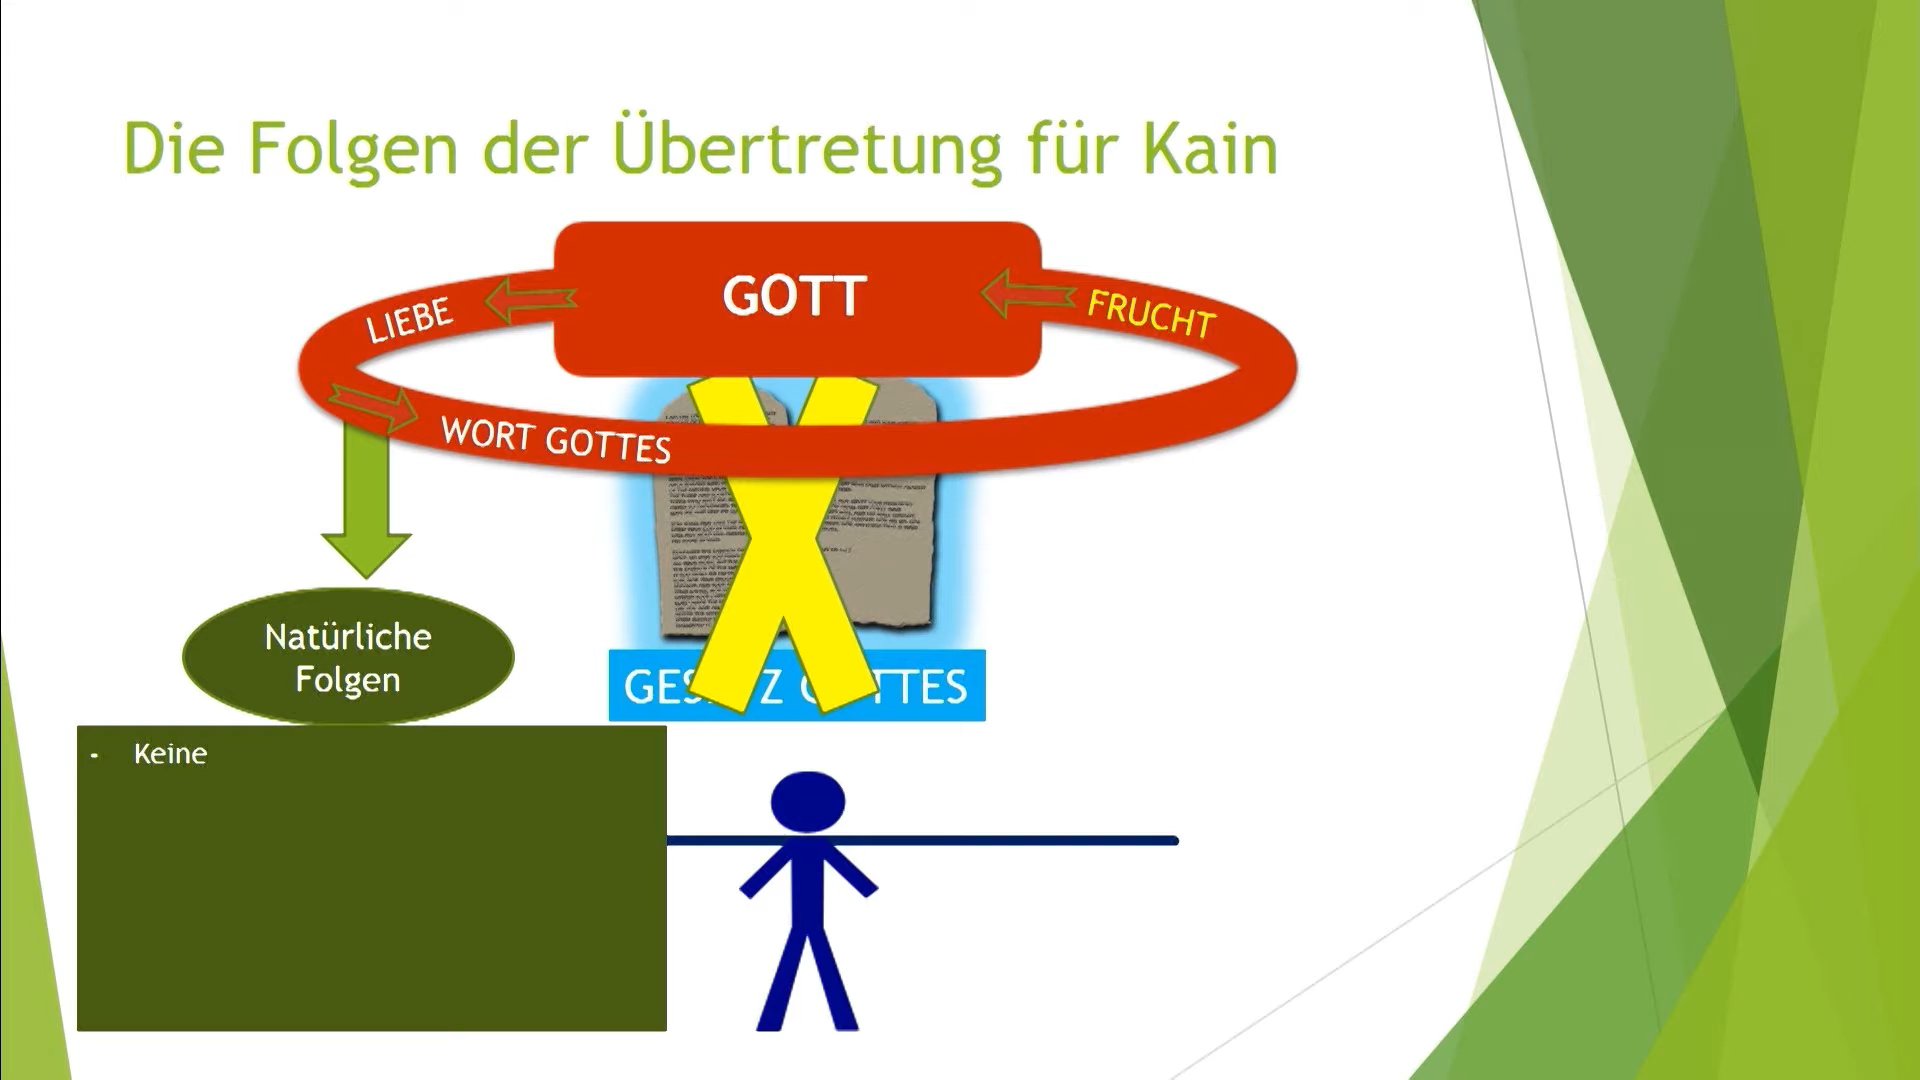 Die Folgen der Übertretung für Kain
GOTT
LIEBE
FRUCHT
WORT GOTTES
Natürliche
Folgen
GESETZ GOTTES
- Keine